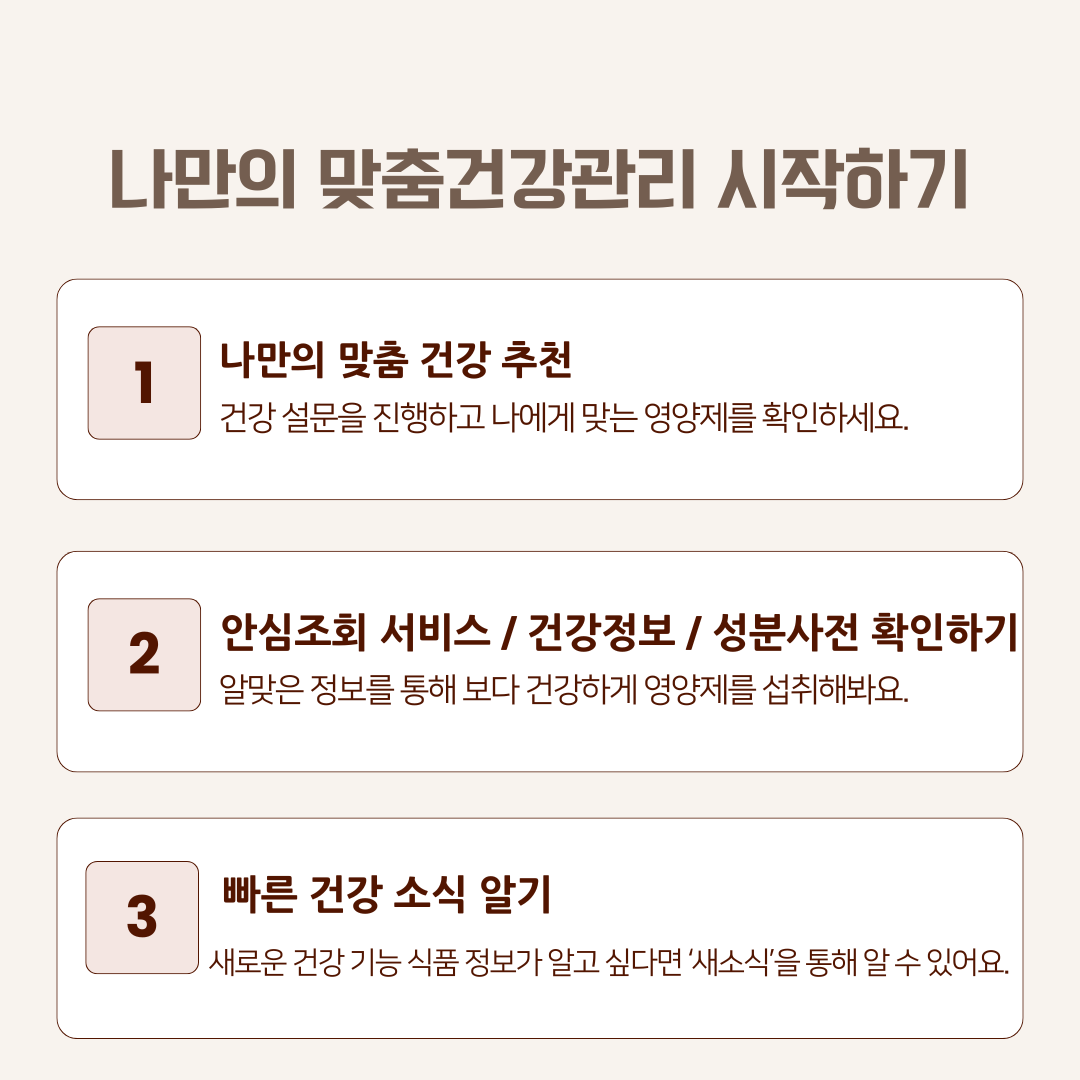 나만의 맞춤건강관리 시작하기
1
나만의 맞춤 건강 추천
건강 설문을 진행하고 나에게 맞는 영양제를 확인하세요.
2
안심조회 서비스 / 건강정보 / 성분사전 확인하기
알맞은 정보를 통해 보다 건강하게 영양제를 섭취해봐요.
3
빠른 건강 소식 알기
새로운 건강 기능 식품 정보가 알고 싶다면 ‘새소식’을 통해 알 수 있어요.